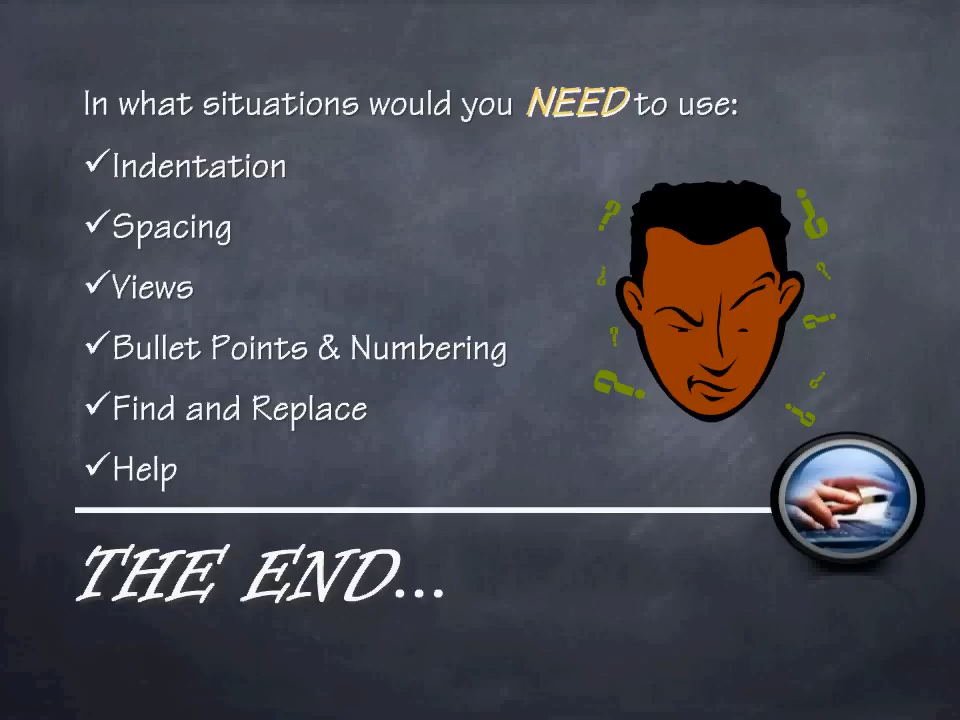 In what situations would you NEED to use:
✓Indentation
✓Spacing
✓Views
✓Bullet Points & Numbering
✓Find and Replace
✓Help
THE END...